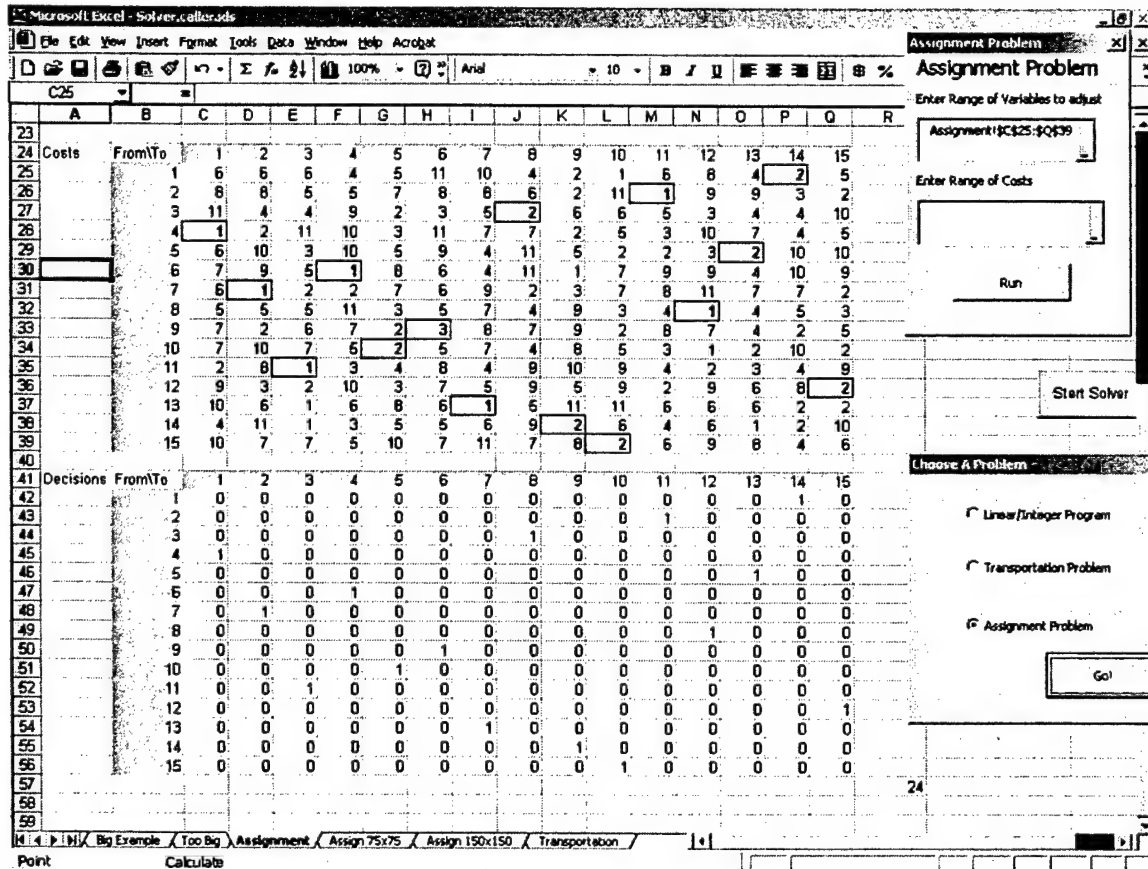 Microsoft Excel - Solver.caller.xls
File Edit View Insert Format Tools Data Window Help Acrobat
100% Arial 10 B I U $ %
C25 =
A B C D E F G H I J K L M N O P Q R
23
24 Costs From\To 1 2 3 4 5 6 7 8 9 10 11 12 13 14 15
25 1 6 6 6 4 5 11 10 4 2 1 6 8 4 2 5
26 2 8 8 5 5 7 8 8 6 2 11 1 9 9 3 2
27 3 11 4 4 9 2 3 5 2 6 6 5 3 4 4 10
28 4 1 2 11 10 3 11 7 7 2 5 3 10 7 4 5
29 5 6 10 3 10 5 9 4 11 5 2 2 3 2 10 10
30 6 7 9 5 1 8 6 4 11 1 7 9 9 4 10 9
31 7 6 1 2 2 7 6 9 2 3 7 8 11 7 7 2
32 8 5 5 5 11 3 5 7 4 9 3 4 1 4 5 3
33 9 7 2 6 7 2 3 8 7 9 2 8 7 4 2 5
34 10 7 10 7 5 2 5 7 4 8 5 3 1 2 10 2
35 11 2 8 1 3 4 8 4 9 10 9 4 2 3 4 9
36 12 9 3 2 10 3 7 5 9 5 9 2 9 6 8 2
37 13 10 6 1 6 8 6 1 5 11 11 6 6 6 2 2
38 14 4 11 1 3 5 5 6 9 2 6 4 6 1 2 10
39 15 10 7 7 5 10 7 11 7 8 2 6 9 8 4 6
40
41 Decisions From\To 1 2 3 4 5 6 7 8 9 10 11 12 13 14 15
42 1 0 0 0 0 0 0 0 0 0 0 0 0 0 1 0
43 2 0 0 0 0 0 0 0 0 0 0 1 0 0 0 0
44 3 0 0 0 0 0 0 0 1 0 0 0 0 0 0 0
45 4 1 0 0 0 0 0 0 0 0 0 0 0 0 0 0
46 5 0 0 0 0 0 0 0 0 0 0 0 0 1 0 0
47 6 0 0 0 1 0 0 0 0 0 0 0 0 0 0 0
48 7 0 1 0 0 0 0 0 0 0 0 0 0 0 0 0
49 8 0 0 0 0 0 0 0 0 0 0 0 1 0 0 0
50 9 0 0 0 0 0 1 0 0 0 0 0 0 0 0 0
51 10 0 0 0 0 1 0 0 0 0 0 0 0 0 0 0
52 11 0 0 1 0 0 0 0 0 0 0 0 0 0 0 0
53 12 0 0 0 0 0 0 0 0 0 0 0 0 0 0 1
54 13 0 0 0 0 0 0 1 0 0 0 0 0 0 0 0
55 14 0 0 0 0 0 0 0 0 1 0 0 0 0 0 0
56 15 0 0 0 0 0 0 0 0 0 1 0 0 0 0 0
57 24
58
59
Big Example Too Big Assignment Assign 75x75 Assign 150x150 Transportation
Point Calculate
Assignment Problem
Assignment Problem
Enter Range of Variables to adjust
Assignment!$C$25:$Q$39
Enter Range of Costs
Run
Start Solver
Choose A Problem
Linear/Integer Program
Transportation Problem
Assignment Problem
Go!